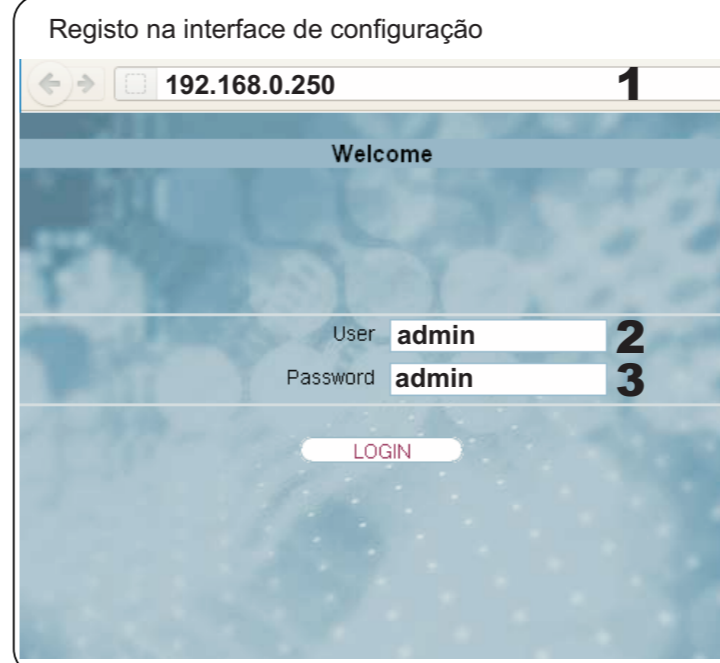 Registo na interface de configuração
192.168.0.250 1
Welcome
User admin 2
Password admin 3
LOGIN